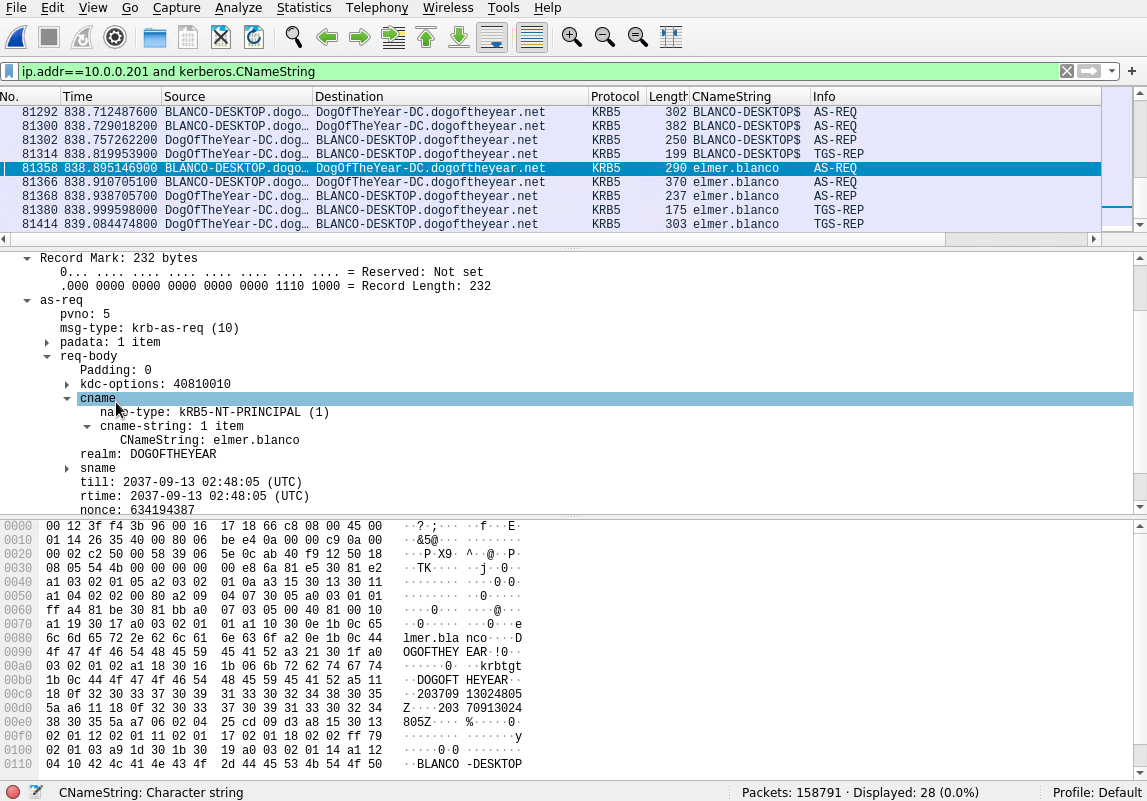 File Edit View Go Capture Analyze Statistics Telephony Wireless Tools Help
ip.addr==10.0.0.201 and kerberos.CNameString
No. Time Source Destination Protocol Length CNameString Info
81292 838.712487600 BLANCO-DESKTOP.dogo… DogOfTheYear-DC.dogoftheyear.net KRB5 302 BLANCO-DESKTOP$ AS-REQ
81300 838.729018200 BLANCO-DESKTOP.dogo… DogOfTheYear-DC.dogoftheyear.net KRB5 382 BLANCO-DESKTOP$ AS-REQ
81302 838.757262200 DogOfTheYear-DC.dog… BLANCO-DESKTOP.dogoftheyear.net KRB5 250 BLANCO-DESKTOP$ AS-REP
81314 838.819953900 DogOfTheYear-DC.dog… BLANCO-DESKTOP.dogoftheyear.net KRB5 199 BLANCO-DESKTOP$ TGS-REP
81358 838.895146900 BLANCO-DESKTOP.dogo… DogOfTheYear-DC.dogoftheyear.net KRB5 290 elmer.blanco AS-REQ
81366 838.910705100 BLANCO-DESKTOP.dogo… DogOfTheYear-DC.dogoftheyear.net KRB5 370 elmer.blanco AS-REQ
81368 838.938705700 DogOfTheYear-DC.dog… BLANCO-DESKTOP.dogoftheyear.net KRB5 237 elmer.blanco AS-REP
81380 838.999598000 DogOfTheYear-DC.dog… BLANCO-DESKTOP.dogoftheyear.net KRB5 175 elmer.blanco TGS-REP
81414 839.084474800 DogOfTheYear-DC.dog… BLANCO-DESKTOP.dogoftheyear.net KRB5 303 elmer.blanco TGS-REP
Record Mark: 232 bytes
0... .... .... .... .... .... .... .... = Reserved: Not set
.000 0000 0000 0000 0000 0000 1110 1000 = Record Length: 232
as-req
pvno: 5
msg-type: krb-as-req (10)
padata: 1 item
req-body
Padding: 0
kdc-options: 40810010
cname
name-type: kRB5-NT-PRINCIPAL (1)
cname-string: 1 item
CNameString: elmer.blanco
realm: DOGOFTHEYEAR
sname
till: 2037-09-13 02:48:05 (UTC)
rtime: 2037-09-13 02:48:05 (UTC)
nonce: 634194387
0000 00 12 3f f4 3b 96 00 16 17 18 66 c8 08 00 45 00 ··?·;··· ··f···E·
0010 01 14 26 35 40 00 80 06 be e4 0a 00 00 c9 0a 00 ··&5@··· ········
0020 00 02 c2 50 00 58 39 06 5e 0c ab 40 f9 12 50 18 ···P·X9· ^··@··P·
0030 08 05 54 4b 00 00 00 00 00 e8 6a 81 e5 30 81 e2 ··TK···· ··j··0··
0040 a1 03 02 01 05 a2 03 02 01 0a a3 15 30 13 30 11 ········ ····0·0·
0050 a1 04 02 02 00 80 a2 09 04 07 30 05 a0 03 01 01 ········ ··0·····
0060 ff a4 81 be 30 81 bb a0 07 03 05 00 40 81 00 10 ····0··· ····@···
0070 a1 19 30 17 a0 03 02 01 01 a1 10 30 0e 1b 0c 65 ··0····· ···0···e
0080 6c 6d 65 72 2e 62 6c 61 6e 63 6f a2 0e 1b 0c 44 lmer.bla nco····D
0090 4f 47 4f 46 54 48 45 59 45 41 52 a3 21 30 1f a0 OGOFTHEY EAR·!0··
00a0 03 02 01 02 a1 18 30 16 1b 06 6b 72 62 74 67 74 ······0· ··krbtgt
00b0 1b 0c 44 4f 47 4f 46 54 48 45 59 45 41 52 a5 11 ··DOGOFT HEYEAR··
00c0 18 0f 32 30 33 37 30 39 31 33 30 32 34 38 30 35 ··203709 13024805
00d0 5a a6 11 18 0f 32 30 33 37 30 39 31 33 30 32 34 Z····203 70913024
00e0 38 30 35 5a a7 06 02 04 25 cd 09 d3 a8 15 30 13 805Z···· %·····0·
00f0 02 01 12 02 01 11 02 01 17 02 01 18 02 02 ff 79 ········ ·······y
0100 02 01 03 a9 1d 30 1b 30 19 a0 03 02 01 14 a1 12 ·····0·0 ········
0110 04 10 42 4c 41 4e 43 4f 2d 44 45 53 4b 54 4f 50 ··BLANCO -DESKTOP
CNameString: Character string Packets: 158791 · Displayed: 28 (0.0%) Profile: Default